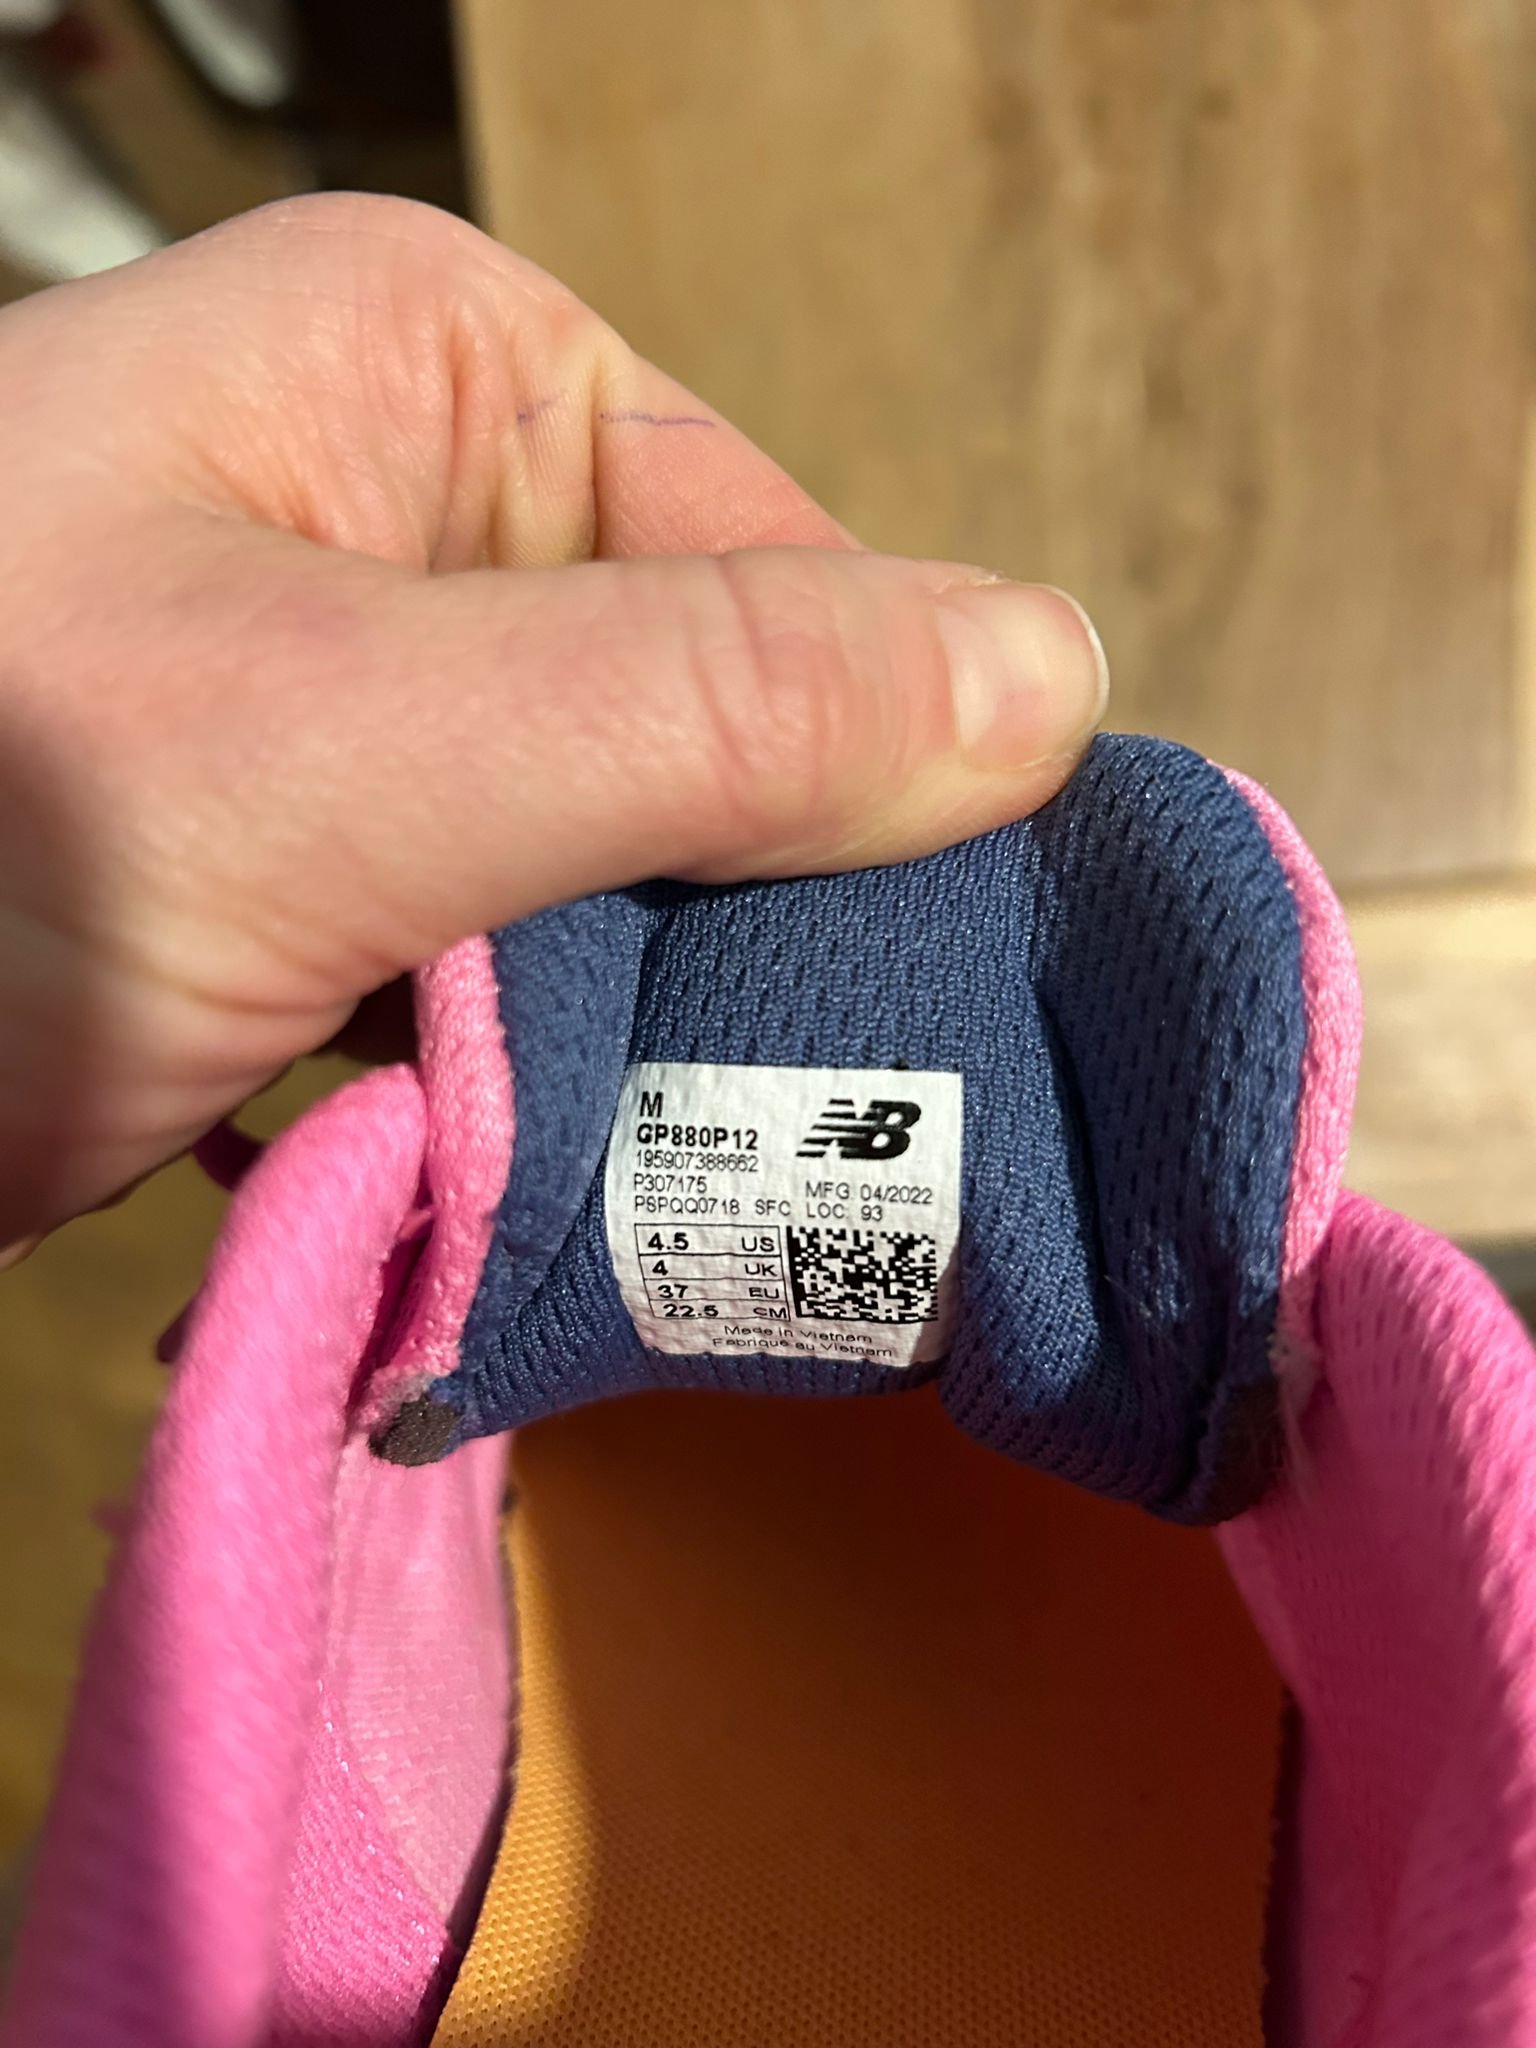 M
GP880P12
195907388662
P307175
PSPQQ0718 SFC
NB
MFG. 04/2022
LOC: 93
4.5 US
4 UK
37 EU
22.5 CM
Made in Vietnam
Fabriqué au Vietnam